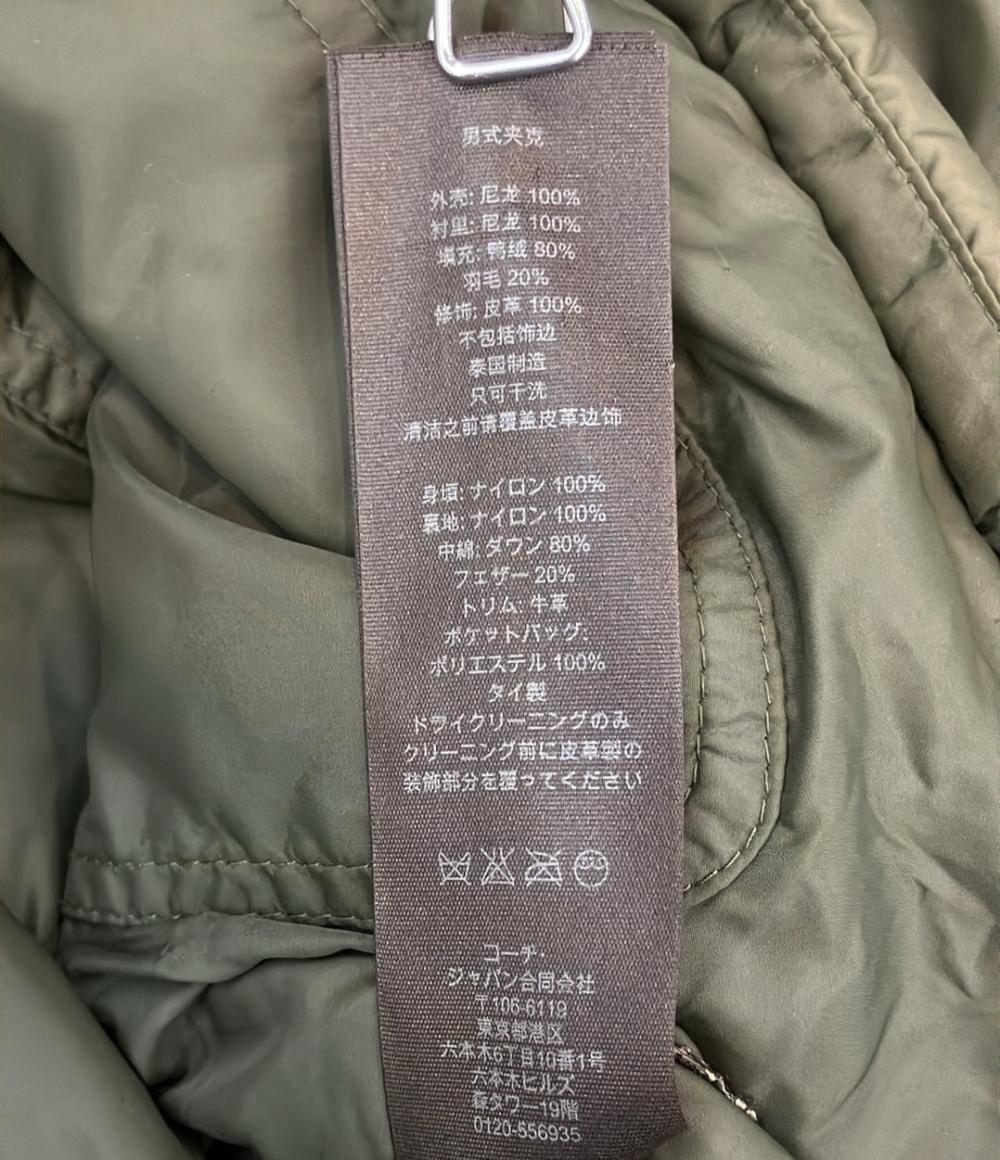 男式夹克
外壳: 尼龙 100%
衬里: 尼龙 100%
填充: 鸭绒 80%
羽毛 20%
修饰: 皮革 100%
不包括饰边
泰国制造
只可干洗
清洁之前请覆盖皮革边饰
身頃: ナイロン 100%
裏地: ナイロン 100%
中綿: ダウン 80%
フェザー 20%
トリム: 牛革
ポケットバッグ:
ポリエステル 100%
タイ製
ドライクリーニングのみ
クリーニング前に皮革製の
装飾部分を覆ってください
コーチ・
ジャパン合同会社
〒106-6119
東京都港区
六本木6丁目10番1号
六本木ヒルズ
森タワー19階
0120-556935